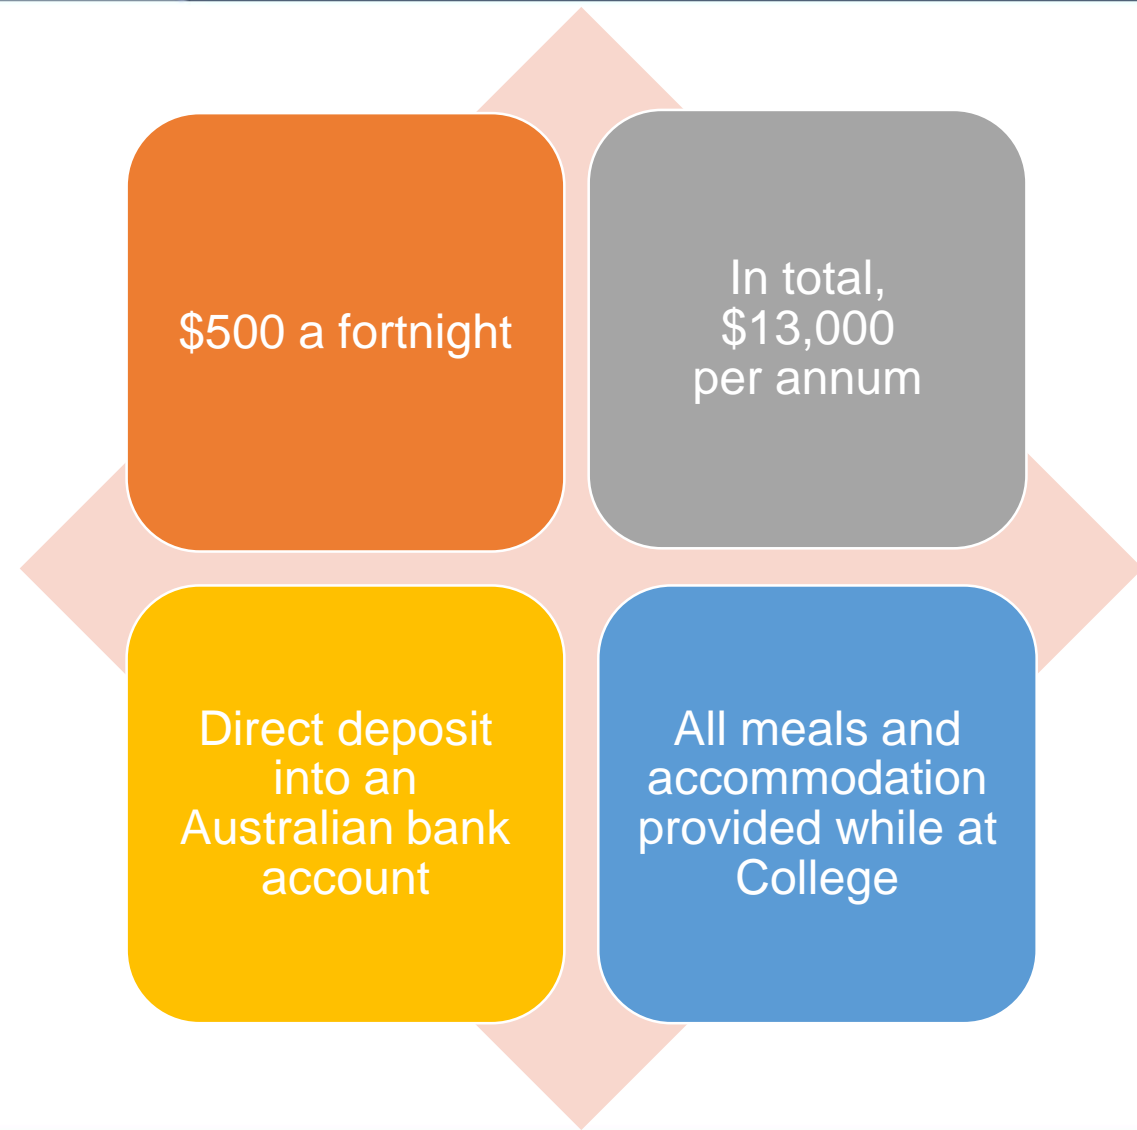 $500 a fortnight
In total,
$13,000
per annum
Direct deposit
into an
Australian bank
account
All meals and
accommodation
provided while at
College